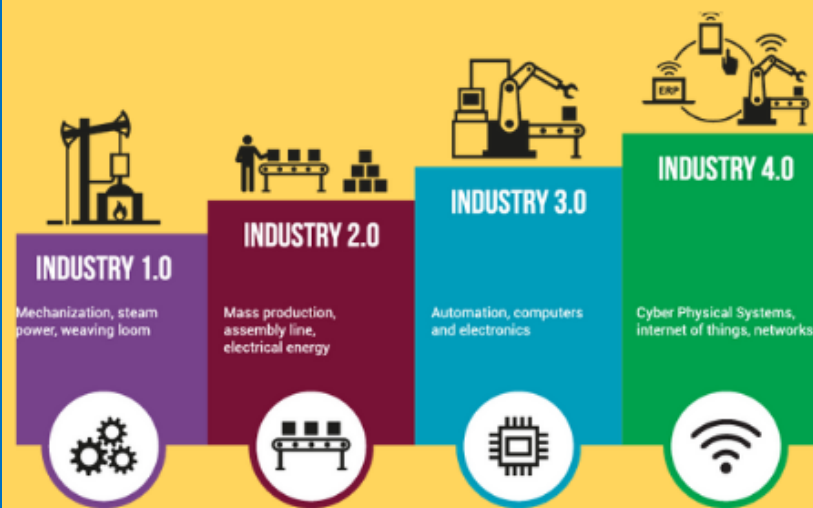 ERP
INDUSTRY 1.0
Mechanization, steam
power, weaving loom
INDUSTRY 2.0
Mass production,
assembly line,
electrical energy
INDUSTRY 3.0
Automation, computers
and electronics
INDUSTRY 4.0
Cyber Physical Systems,
internet of things, networks